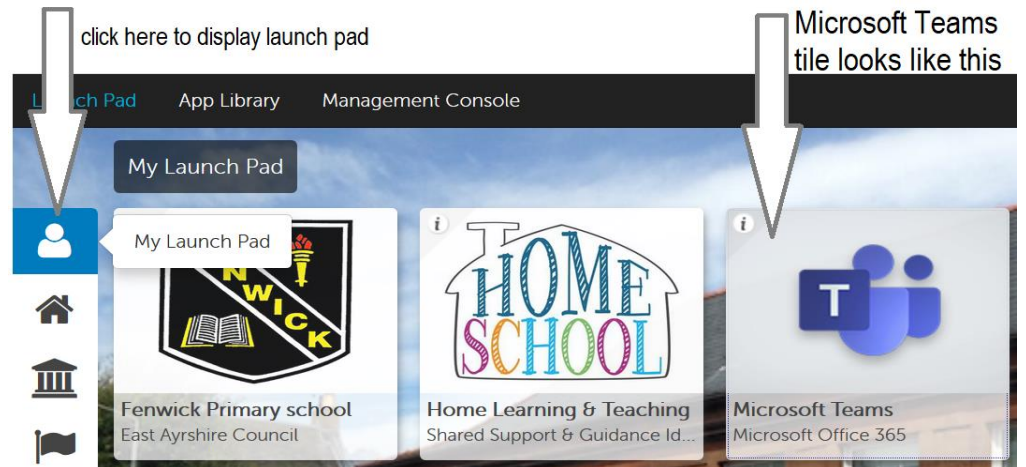 click here to display launch pad
Microsoft Teams
tile looks like this
Launch Pad App Library Management Console
My Launch Pad
My Launch Pad
NWICK
i
HOME
SCHOOL
i
T
Fenwick Primary school
East Ayrshire Council
Home Learning & Teaching
Shared Support & Guidance Id...
Microsoft Teams
Microsoft Office 365